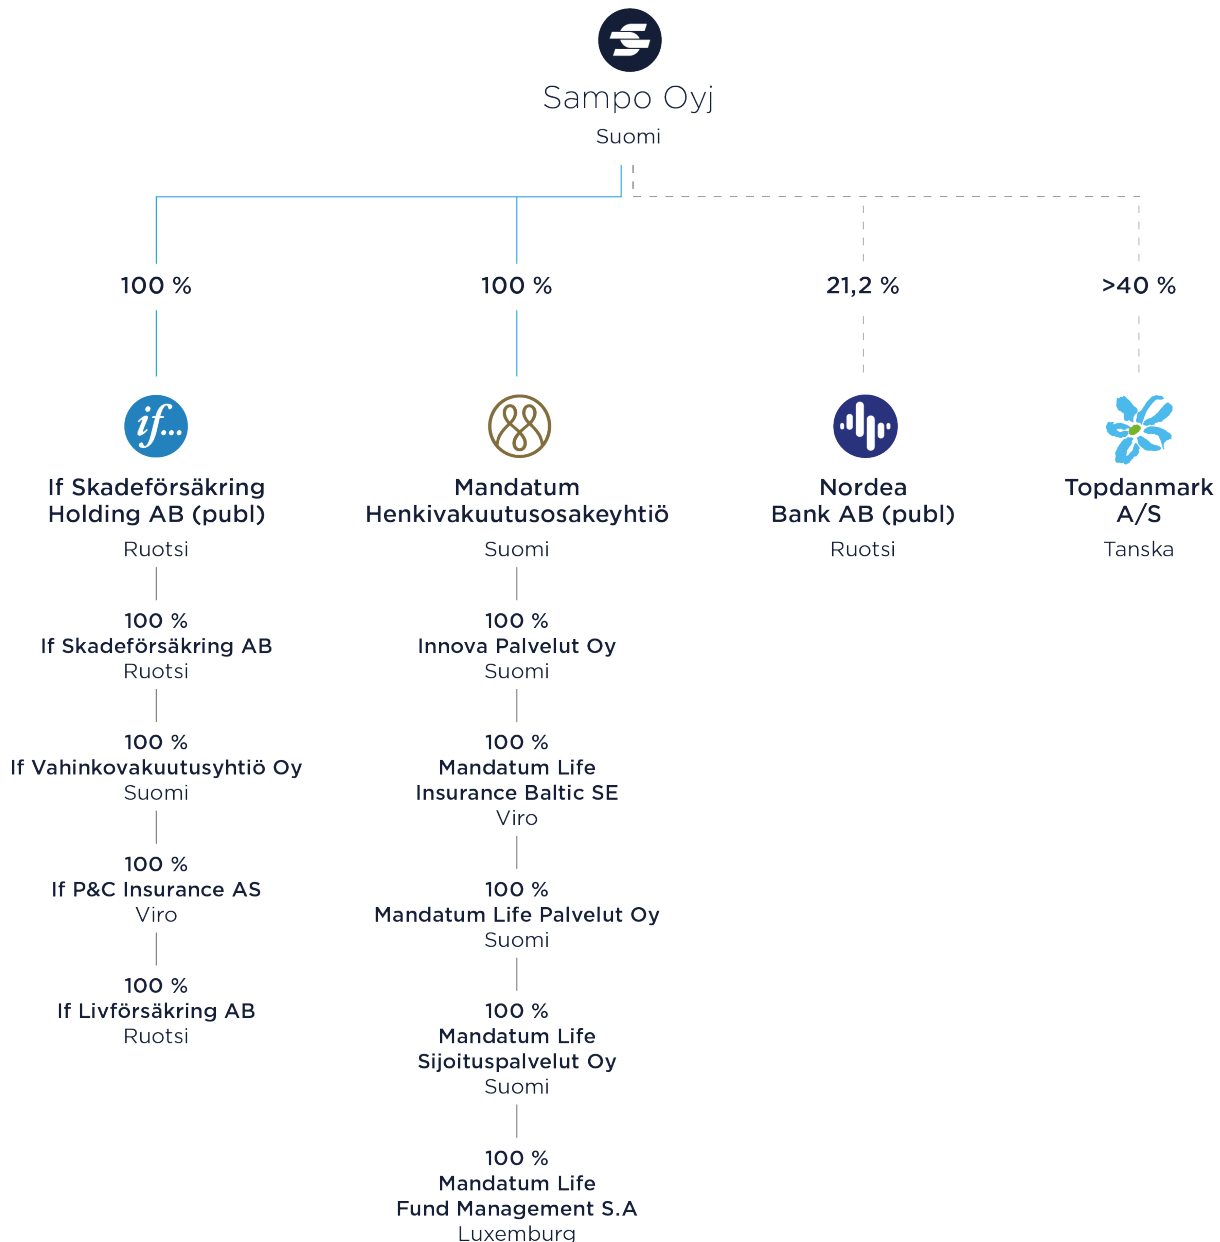 Sampo Oyj
Suomi
100 %
100 %
21,2 %
>40 %
if...
If Skadeförsäkring
Holding AB (publ)
Ruotsi
100 %
If Skadeförsäkring AB
Ruotsi
100 %
If Vahinkovakuutusyhtiö Oy
Suomi
100 %
If P&C Insurance AS
Viro
100 %
If Livförsäkring AB
Ruotsi
Mandatum
Henkivakuutusosakeyhtiö
Suomi
100 %
Innova Palvelut Oy
Suomi
100 %
Mandatum Life
Insurance Baltic SE
Viro
100 %
Mandatum Life Palvelut Oy
Suomi
100 %
Mandatum Life
Sijoituspalvelut Oy
Suomi
100 %
Mandatum Life
Fund Management S.A
Luxemburg
Nordea
Bank AB (publ)
Ruotsi
Topdanmark
A/S
Tanska